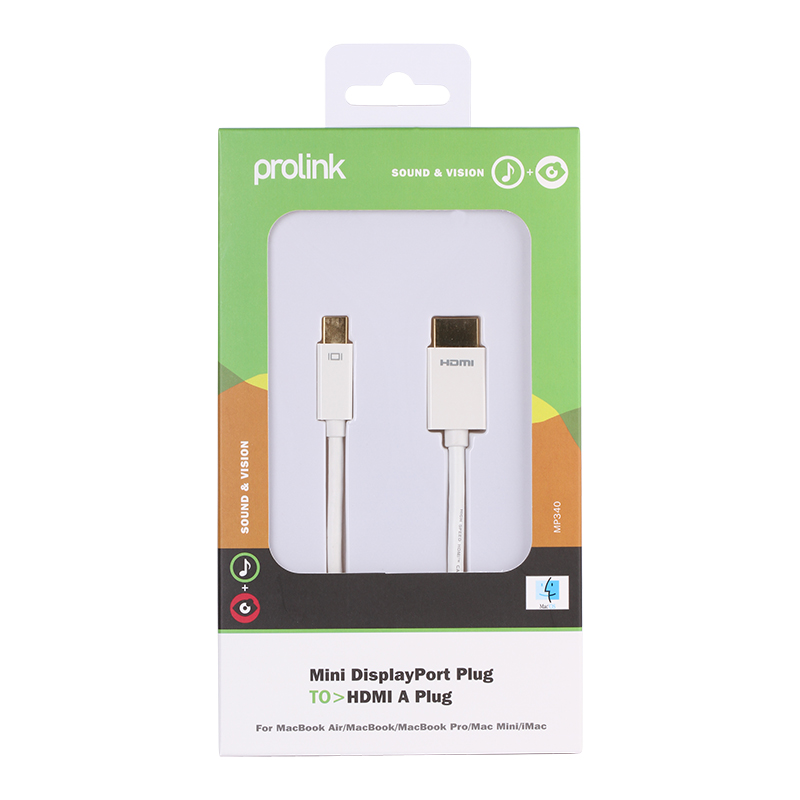 prolink
SOUND & VISION
+
HDMI
SOUND & VISION
+
MP340
Mac
Mini DisplayPort Plug
TO>HDMI A Plug
For MacBook Air/MacBook/MacBook Pro/Mac Mini/iMac